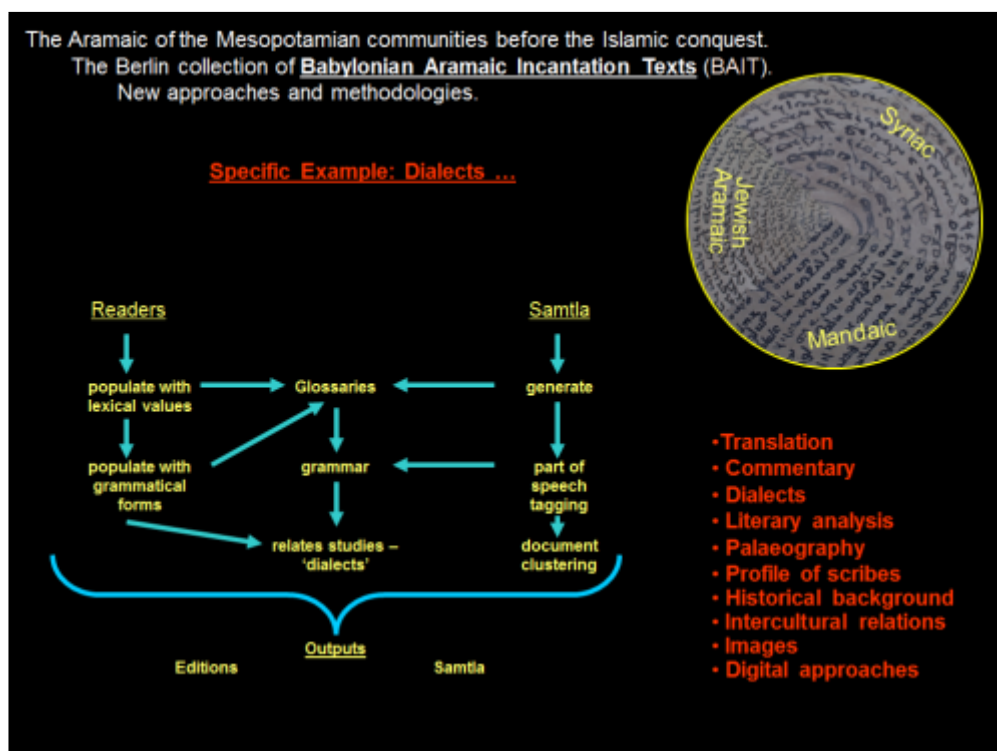 The Aramaic of the Mesopotamian communities before the Islamic conquest.
The Berlin collection of Babylonian Aramaic Incantation Texts (BAIT).
New approaches and methodologies.
Specific Example: Dialects ...
Syriac
Jewish
Aramaic
Mandaic
Readers
Samtla
populate with
lexical values
Glossaries
generate
populate with
grammatical
forms
grammar
part of
speech
tagging
relates studies –
'dialects'
document
clustering
Outputs
Editions
Samtla
• Translation
• Commentary
• Dialects
• Literary analysis
• Palaeography
• Profile of scribes
• Historical background
• Intercultural relations
• Images
• Digital approaches